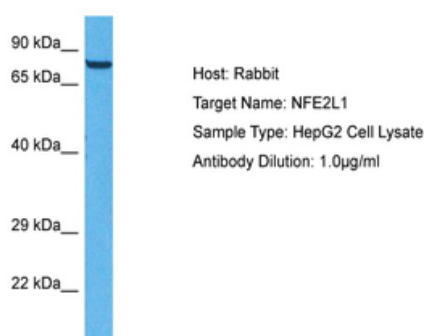 90 kDa__
65 kDa__
40 kDa__
29 kDa__
22 kDa__
Host: Rabbit
Target Name: NFE2L1
Sample Type: HepG2 Cell Lysate
Antibody Dilution: 1.0µg/ml